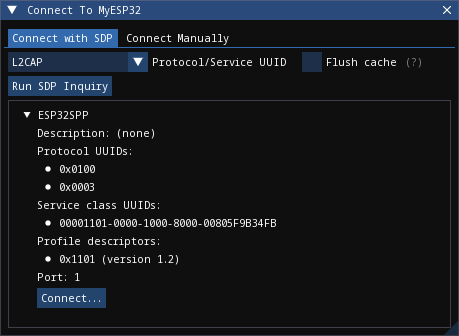 Connect To MyESP32
Connect with SDP Connect Manually
L2CAP Protocol/Service UUID Flush cache (?)
Run SDP Inquiry
ESP32SPP
Description: (none)
Protocol UUIDs:
0x0100
0x0003
Service class UUIDs:
00001101-0000-1000-8000-00805F9B34FB
Profile descriptors:
0x1101 (version 1.2)
Port: 1
Connect...